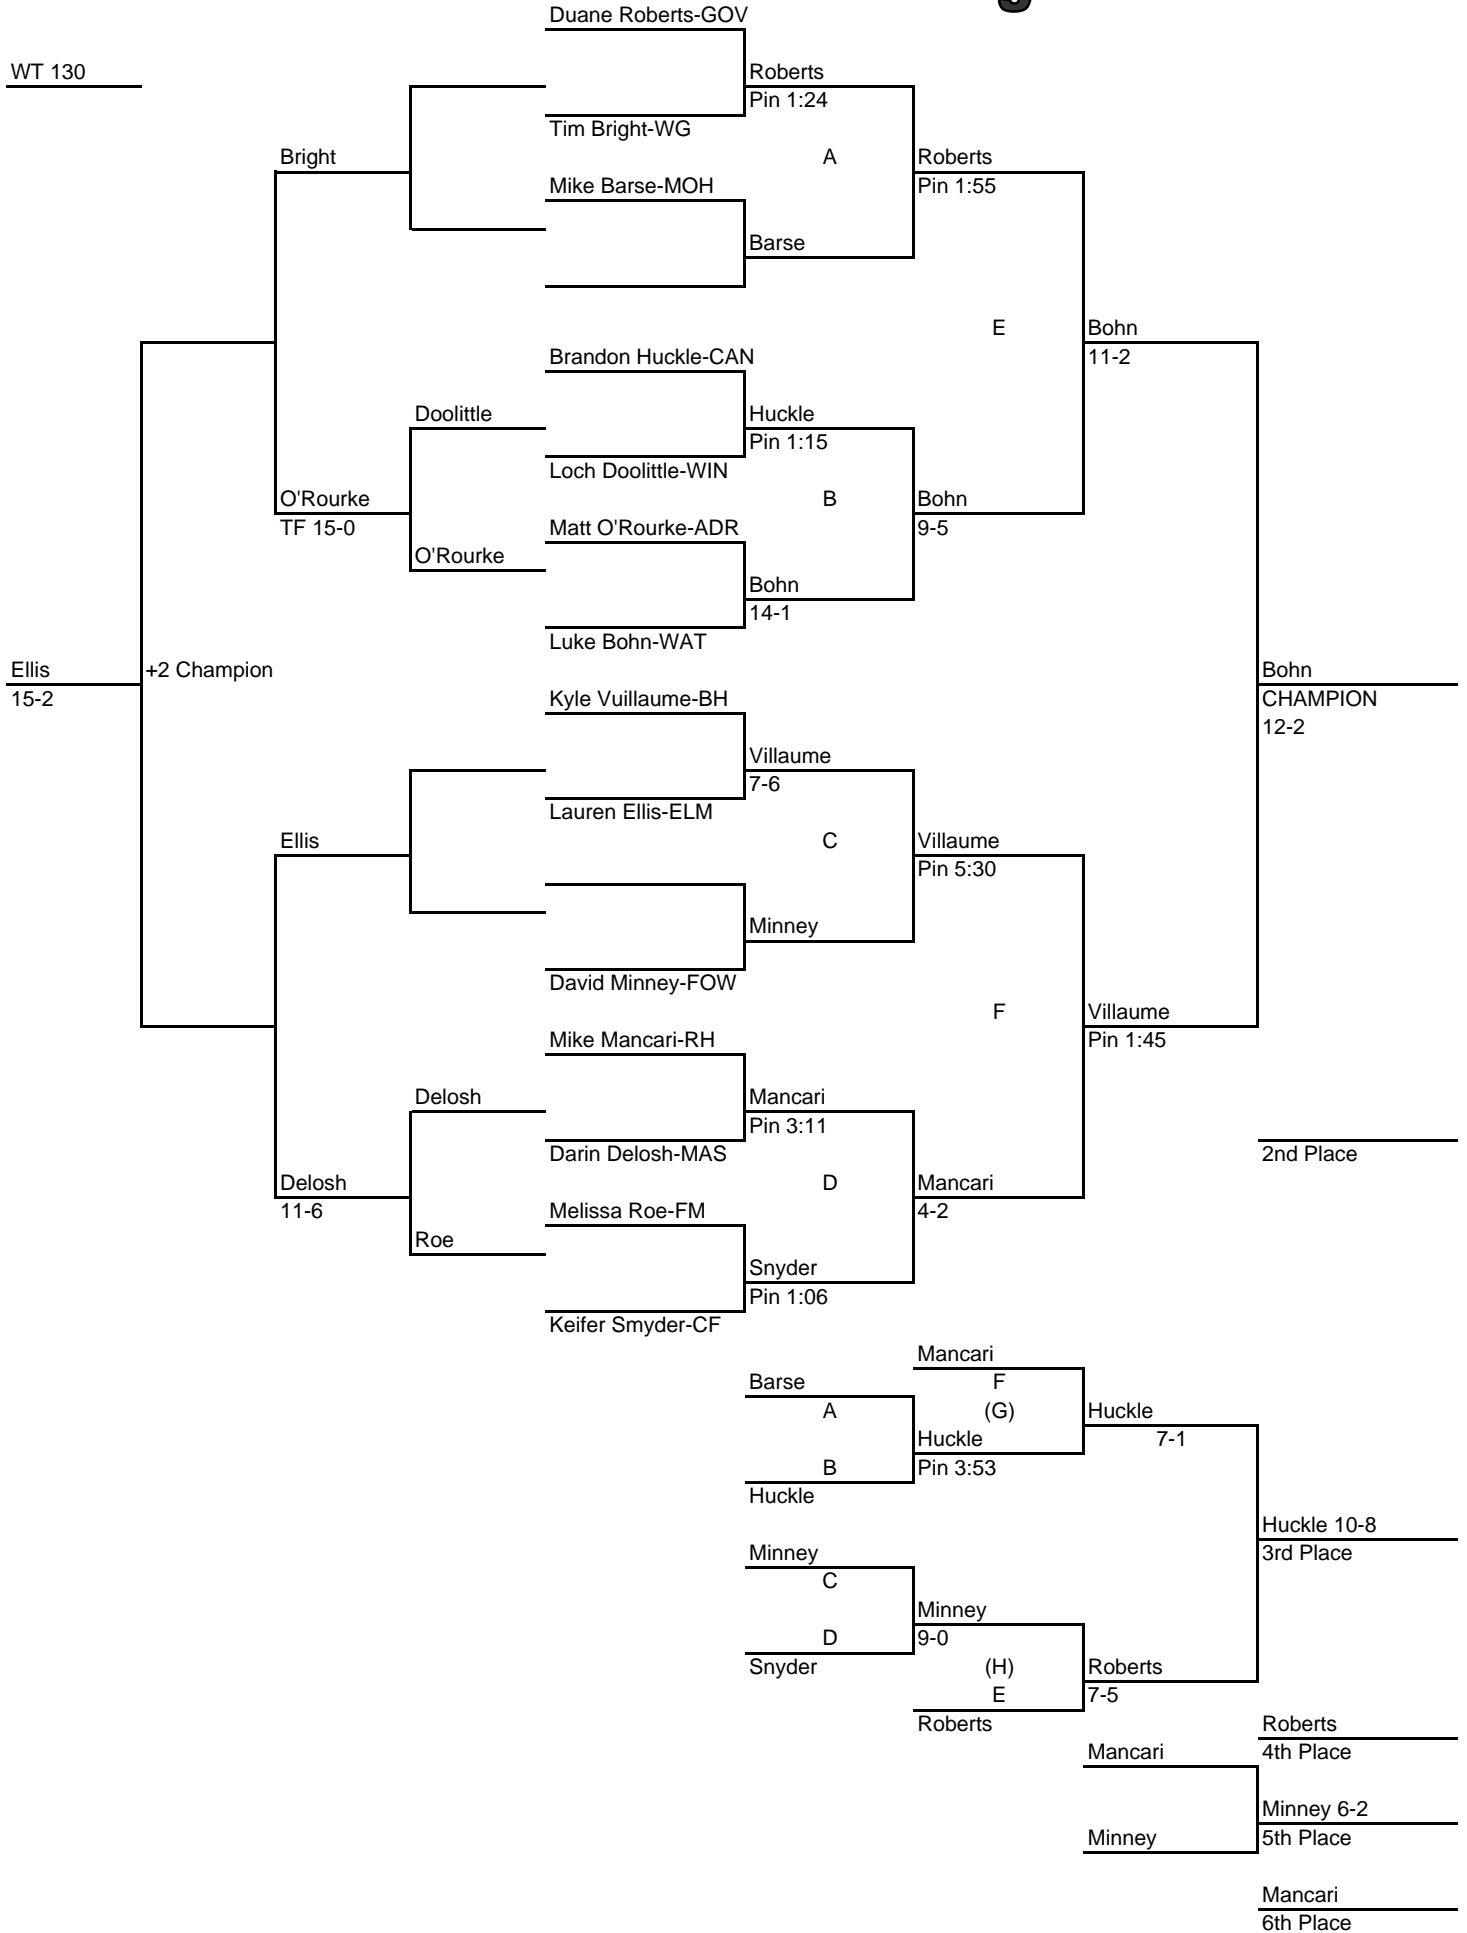 Duane Roberts-GOV
WT 130
Roberts
Pin 1:24
Tim Bright-WG
Bright
A
Roberts
Pin 1:55
Mike Barse-MOH
Barse
E
Bohn
11-2
Brandon Huckle-CAN
Doolittle
Huckle
Pin 1:15
Loch Doolittle-WIN
O'Rourke
TF 15-0
B
Bohn
9-5
Matt O'Rourke-ADR
O'Rourke
Bohn
14-1
Luke Bohn-WAT
Ellis
15-2
+2 Champion
Bohn
CHAMPION
12-2
Kyle Vuillaume-BH
Villaume
7-6
Lauren Ellis-ELM
Ellis
C
Villaume
Pin 5:30
Minney
David Minney-FOW
F
Villaume
Pin 1:45
Mike Mancari-RH
Delosh
Mancari
Pin 3:11
Darin Delosh-MAS
2nd Place
Delosh
11-6
D
Mancari
4-2
Melissa Roe-FM
Roe
Snyder
Pin 1:06
Keifer Smyder-CF
Mancari
Barse
F
A
(G)
Huckle
7-1
Huckle
B
Pin 3:53
Huckle
Huckle 10-8
3rd Place
Minney
C
Minney
D
9-0
Snyder
(H)
Roberts
E
7-5
Roberts
Roberts
4th Place
Mancari
Minney 6-2
5th Place
Minney
Mancari
6th Place